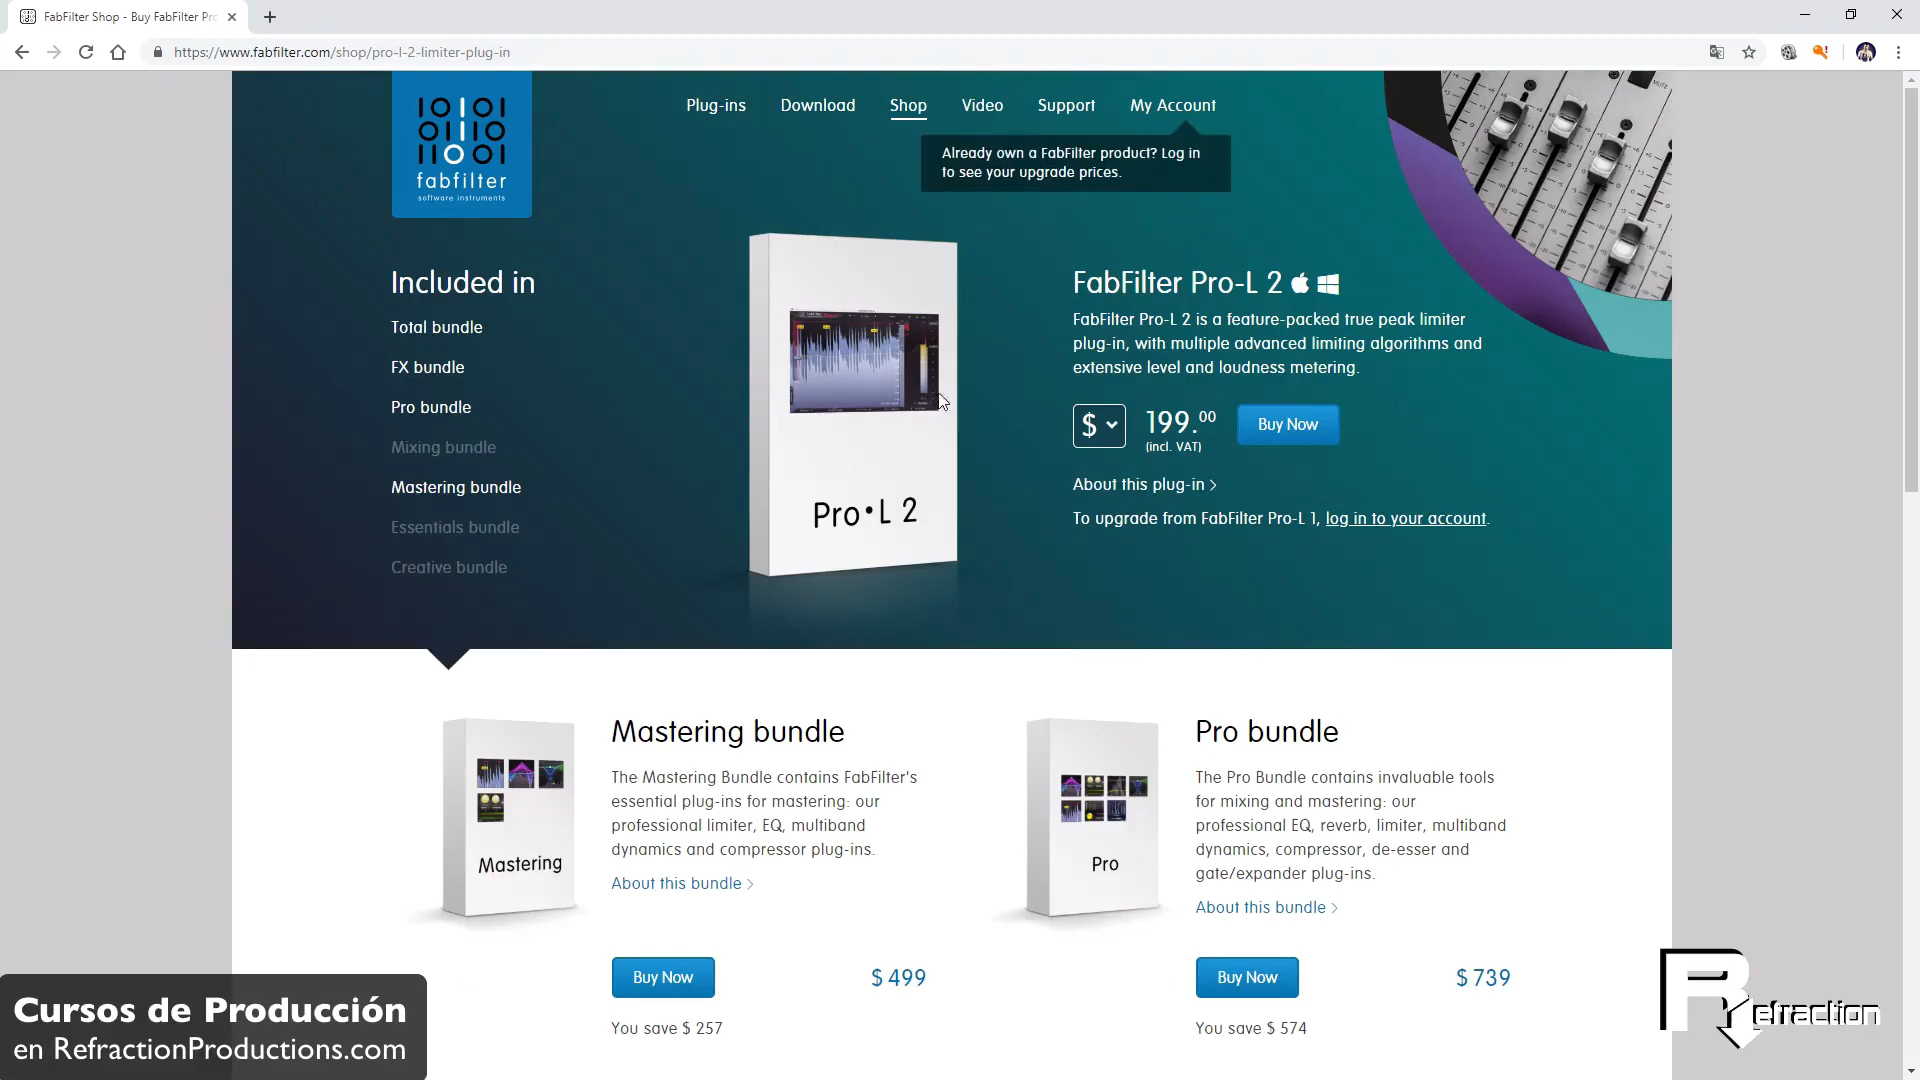 FabFilter Shop - Buy FabFilter Pro
https://www.fabfilter.com/shop/pro-l-2-limiter-plug-in
Plug-ins
Download
Shop
Video
Support
My Account
Already own a FabFilter product? Log in
to see your upgrade prices.
fabfilter
software instruments
Included in
Total bundle
FX bundle
Pro bundle
Mixing bundle
Mastering bundle
Essentials bundle
Creative bundle
Pro•L 2
FabFilter Pro-L 2
FabFilter Pro-L 2 is a feature-packed true peak limiter
plug-in, with multiple advanced limiting algorithms and
extensive level and loudness metering.
$ 199.00
(incl. VAT)
Buy Now
About this plug-in >
To upgrade from FabFilter Pro-L 1, log in to your account.
Mastering
Mastering bundle
The Mastering Bundle contains FabFilter's
essential plug-ins for mastering: our
professional limiter, EQ, multiband
dynamics and compressor plug-ins.
About this bundle >
Buy Now
$ 499
You save $ 257
Pro
Pro bundle
The Pro Bundle contains invaluable tools
for mixing and mastering: our
professional EQ, reverb, limiter, multiband
dynamics, compressor, de-esser and
gate/expander plug-ins.
About this bundle >
Buy Now
$ 739
You save $ 574
Cursos de Producción
en RefractionProductions.com
Refraction